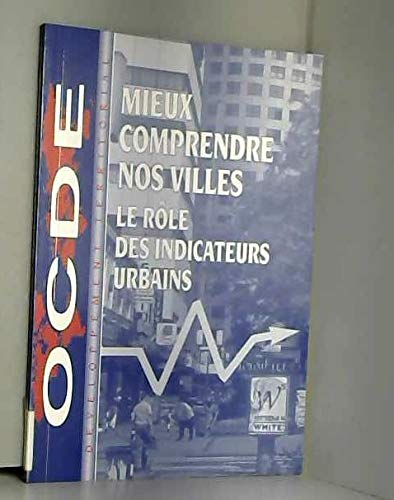 OCDE
DÉVELOPPEMENT TERRITORIAL
MIEUX
COMPRENDRE
NOS VILLES
LE RÔLE
DES INDICATEURS
URBAINS
W
WHITE